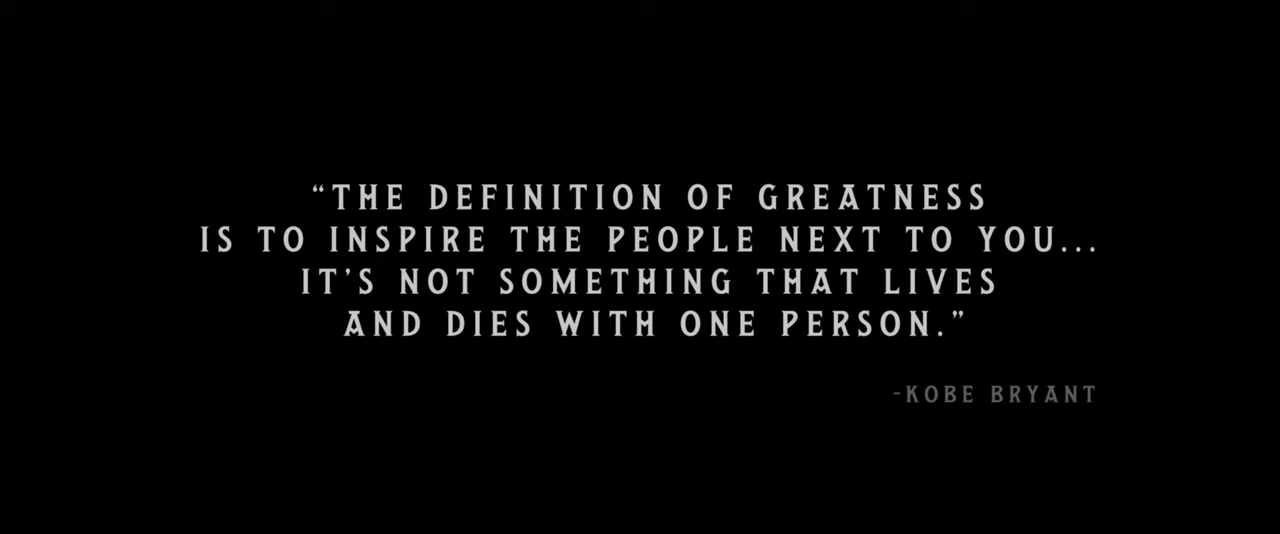 “THE DEFINITION OF GREATNESS
IS TO INSPIRE THE PEOPLE NEXT TO YOU...
IT’S NOT SOMETHING THAT LIVES
AND DIES WITH ONE PERSON.”
-KOBE BRYANT